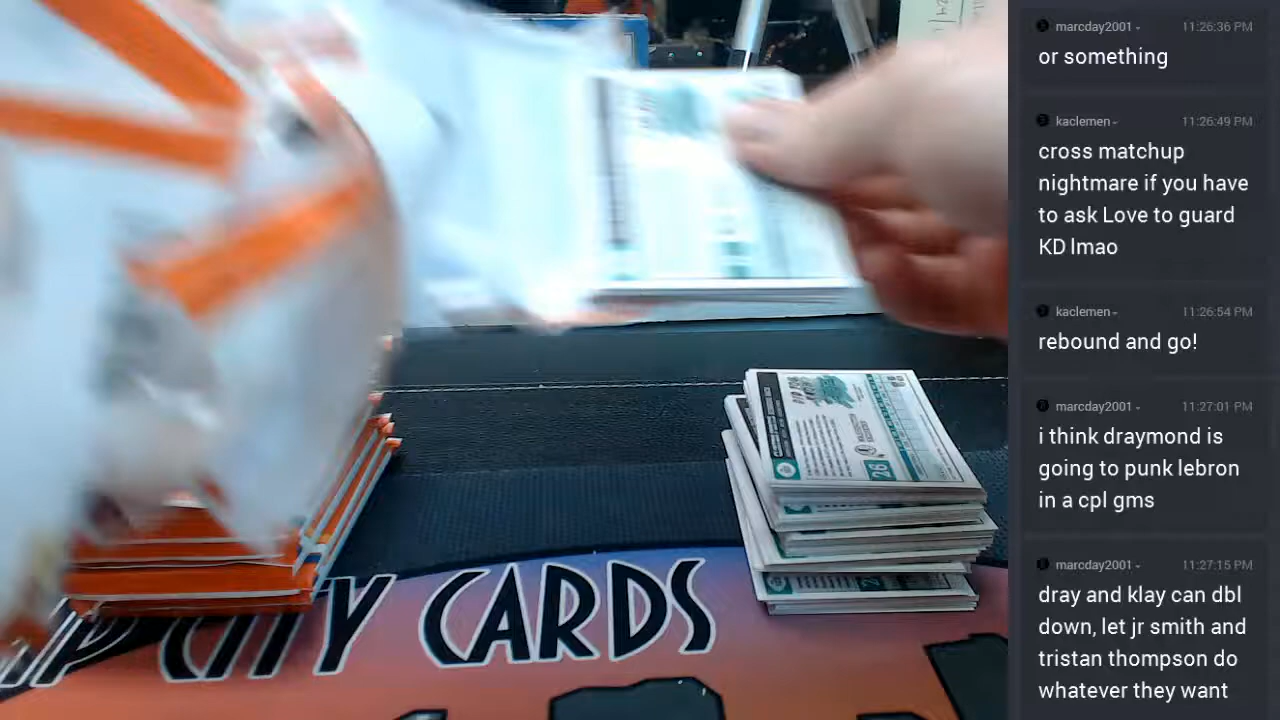 marcday2001 11:26:36 PM
or something
kaclemen 11:26:49 PM
cross matchup
nightmare if you have
to ask Love to guard
KD lmao
kaclemen 11:26:54 PM
rebound and go!
marcday2001 11:27:01 PM
i think draymond is
going to punk lebron
in a cpl gms
marcday2001 11:27:15 PM
dray and klay can dbl
down, let jr smith and
tristan thompson do
whatever they want
26
CITY CARDS